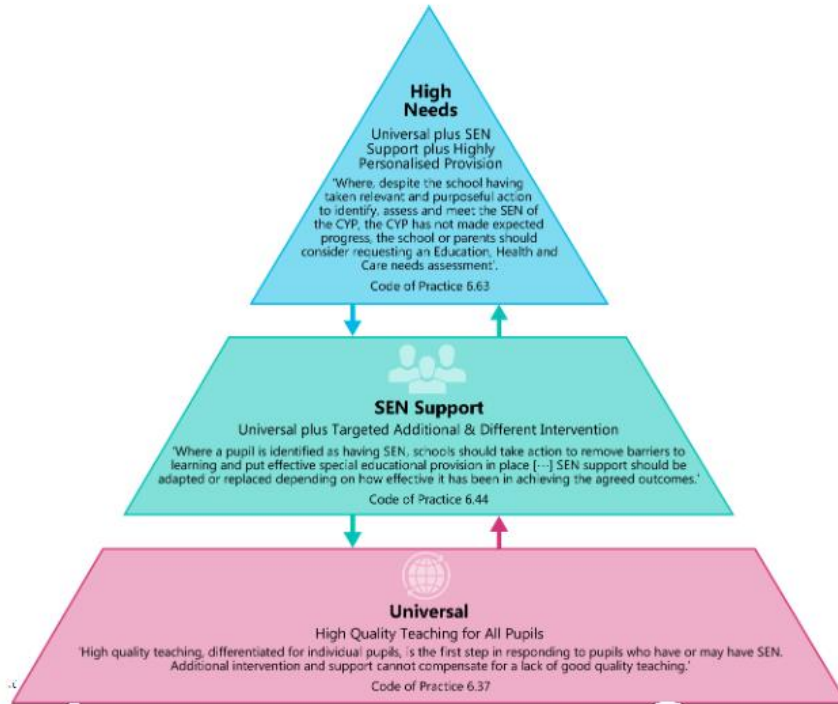 High
Needs
Universal plus SEN
Support plus Highly
Personalised Provision
'Where, despite the school having
taken relevant and purposeful action
to identify, assess and meet the SEN of
the CYP, the CYP has not made expected
progress, the school or parents should
consider requesting an Education, Health and
Care needs assessment'.
Code of Practice 6.63
SEN Support
Universal plus Targeted Additional & Different Intervention
'Where a pupil is identified as having SEN, schools should take action to remove barriers to
learning and put effective special educational provision in place [---] SEN support should be
adapted or replaced depending on how effective it has been in achieving the agreed outcomes.'
Code of Practice 6.44
Universal
High Quality Teaching for All Pupils
'High quality teaching, differentiated for individual pupils, is the first step in responding to pupils who have or may have SEN.
Additional intervention and support cannot compensate for a lack of good quality teaching.'
Code of Practice 6.37